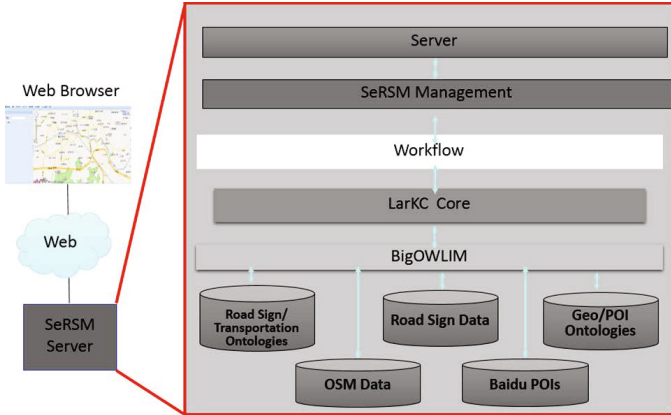 Web Browser
Web
SeRSM
Server
Server
SeRSM Management
Workflow
LarKC Core
BigOWLIM
Road Sign/
Transportation
Ontologies
Road Sign Data
Geo/POI
Ontologies
OSM Data
Baidu POIs